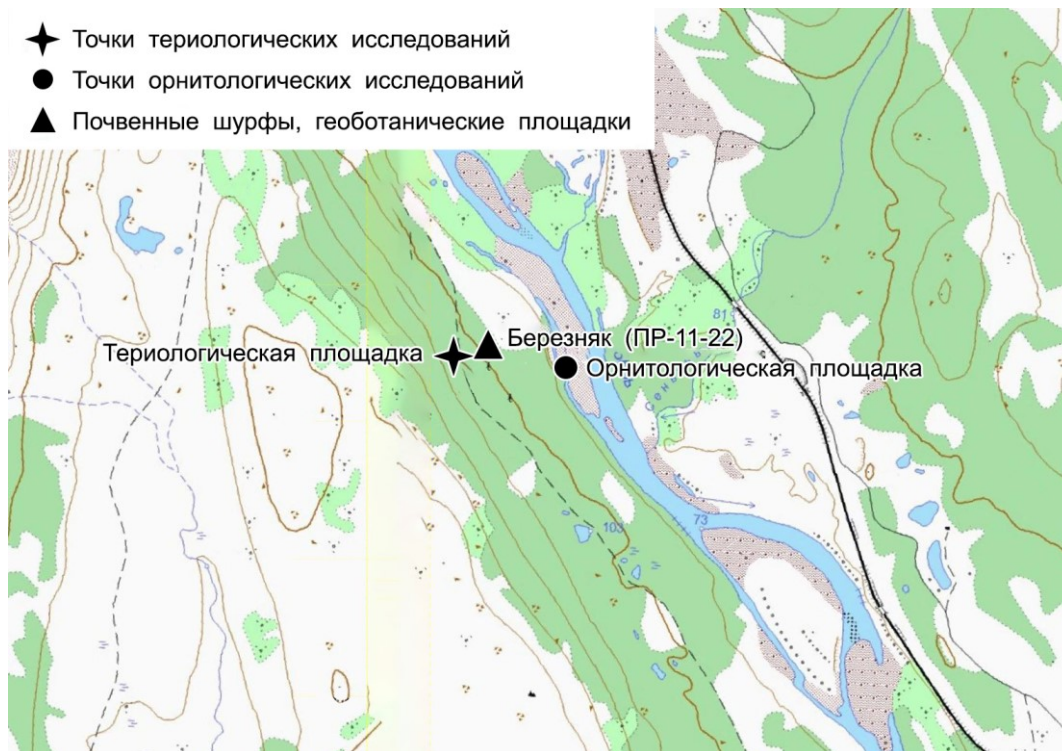 Точки териологических исследований
Точки орнитологических исследований
Почвенные шурфы, геоботанические площадки
81
Березняк (ПР-11-22)
Териологическая площадка
Орнитологическая площадка
103
73